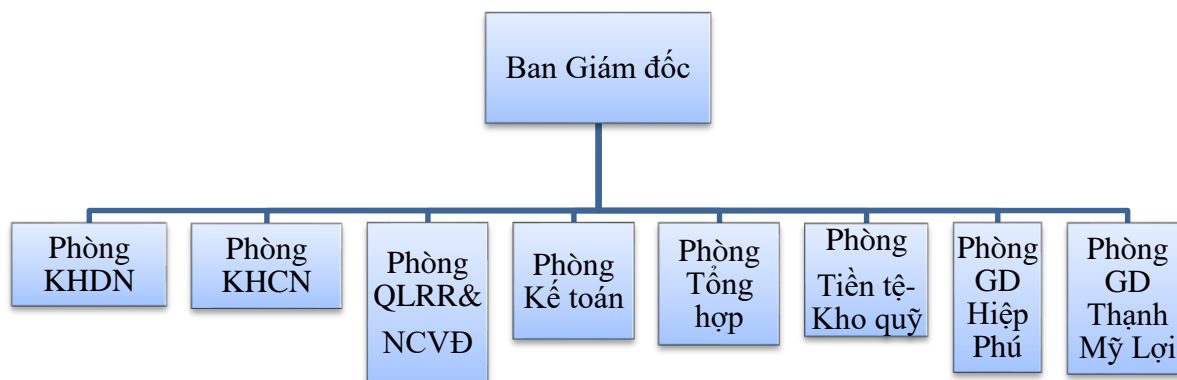 Ban Giám đốc
Phòng
KHDN
Phòng
KHCN
Phòng
QLRR&
NCVĐ
Phòng
Kế toán
Phòng
Tổng
hợp
Phòng
Tiền tệ-
Kho quỹ
Phòng
GD
Hiệp
Phú
Phòng
GD
Thạnh
Mỹ Lợi